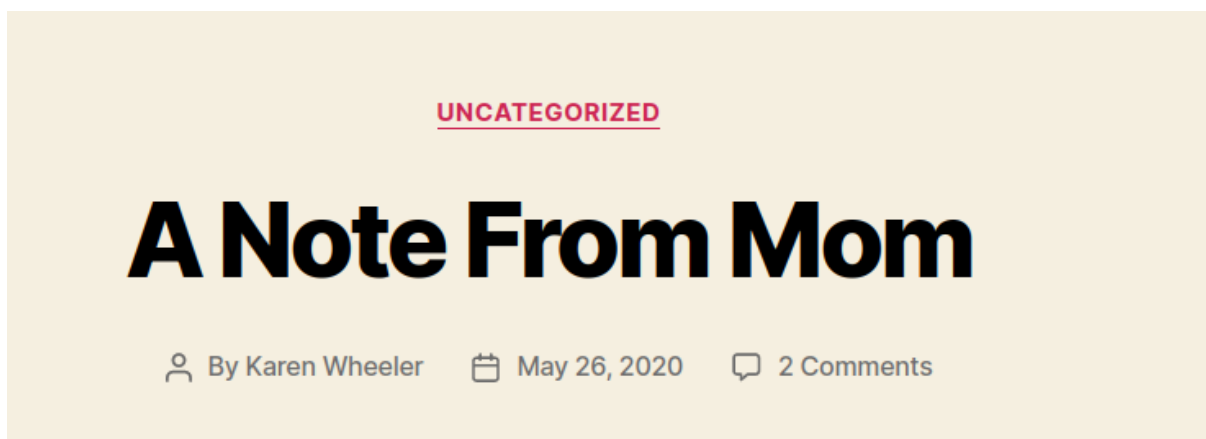 UNCATEGORIZED
A Note From Mom
By Karen Wheeler May 26, 2020 2 Comments